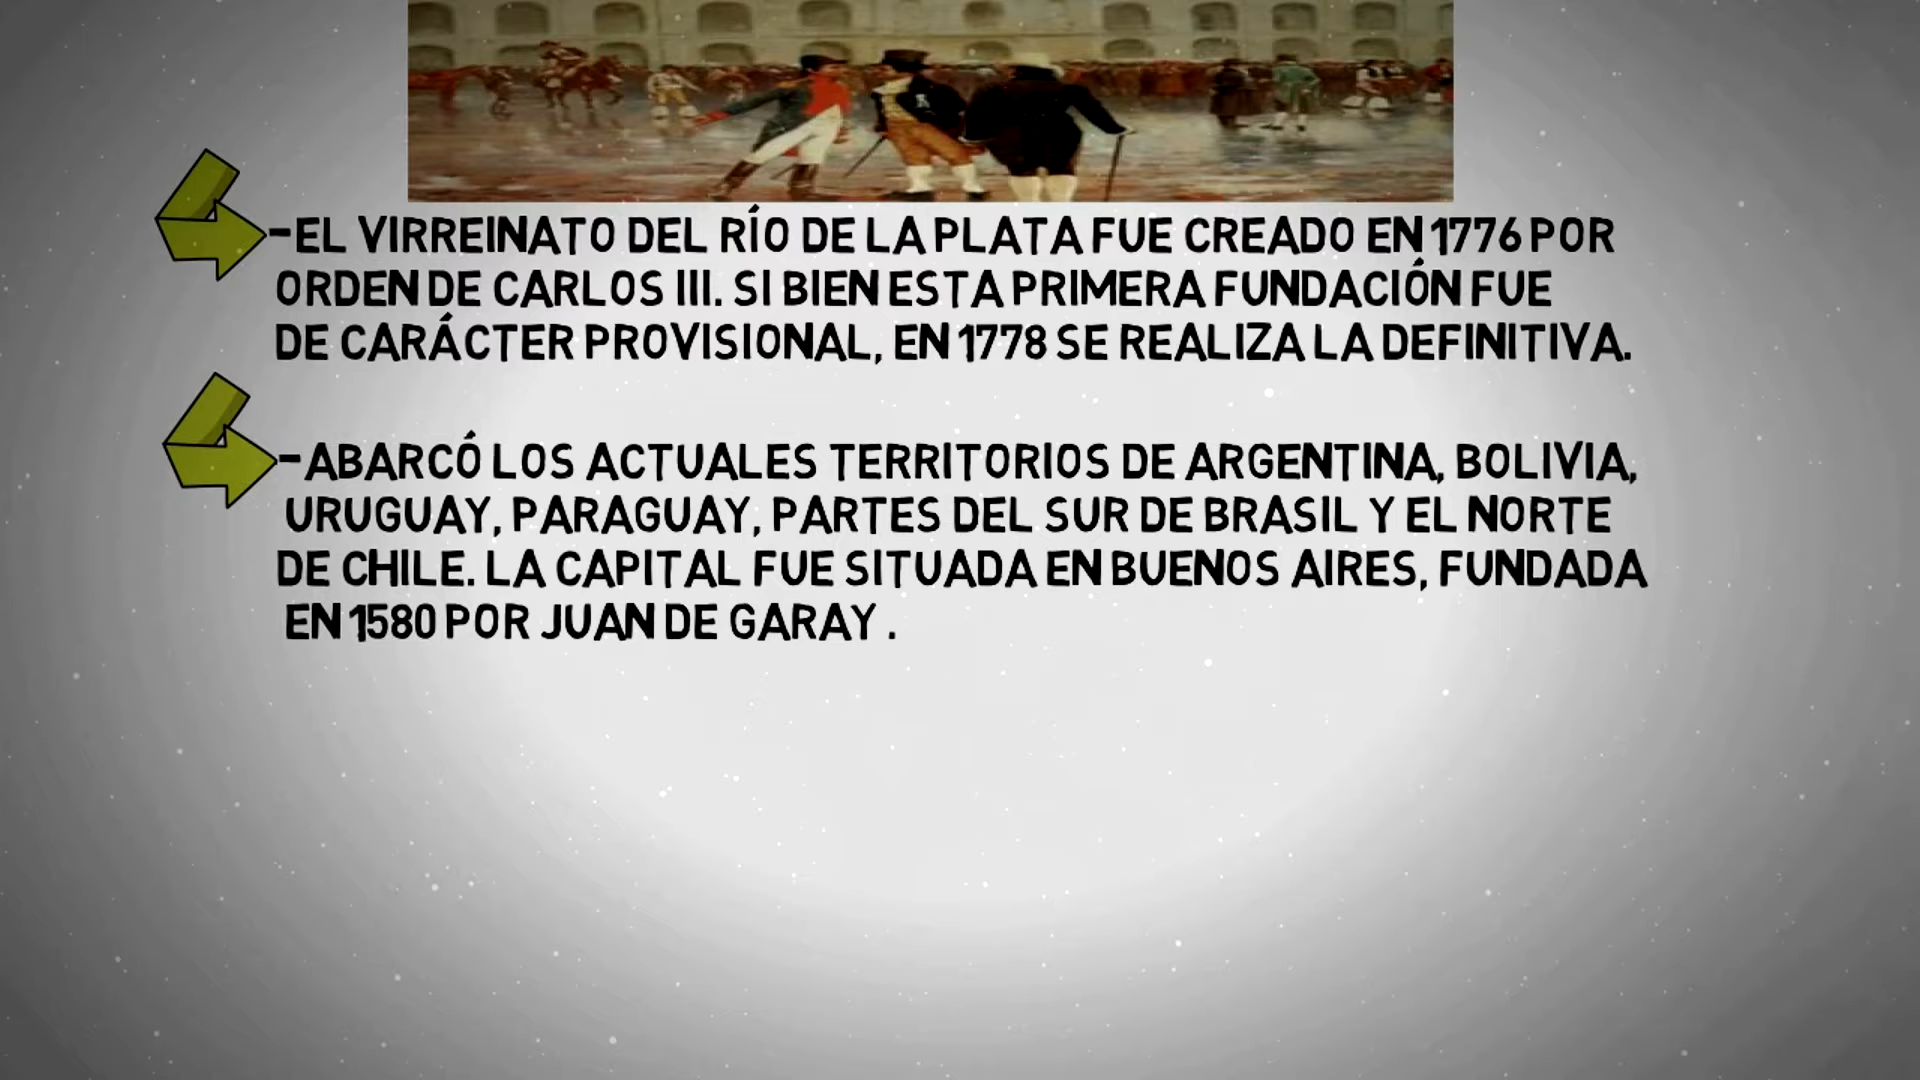 -EL VIRREINATO DEL RÍO DE LA PLATA FUE CREADO EN 1776 POR
ORDEN DE CARLOS III. SI BIEN ESTA PRIMERA FUNDACIÓN FUE
DE CARÁCTER PROVISIONAL, EN 1778 SE REALIZA LA DEFINITIVA.
-ABARCÓ LOS ACTUALES TERRITORIOS DE ARGENTINA, BOLIVIA,
URUGUAY, PARAGUAY, PARTES DEL SUR DE BRASIL Y EL NORTE
DE CHILE. LA CAPITAL FUE SITUADA EN BUENOS AIRES, FUNDADA
EN 1580 POR JUAN DE GARAY .